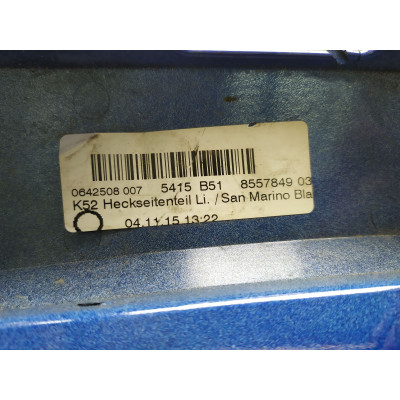 0642508 007 5415 B51 8557849 03
K52 Heckseitenteil Li. / San Marino Bla
04.11.15 13:22